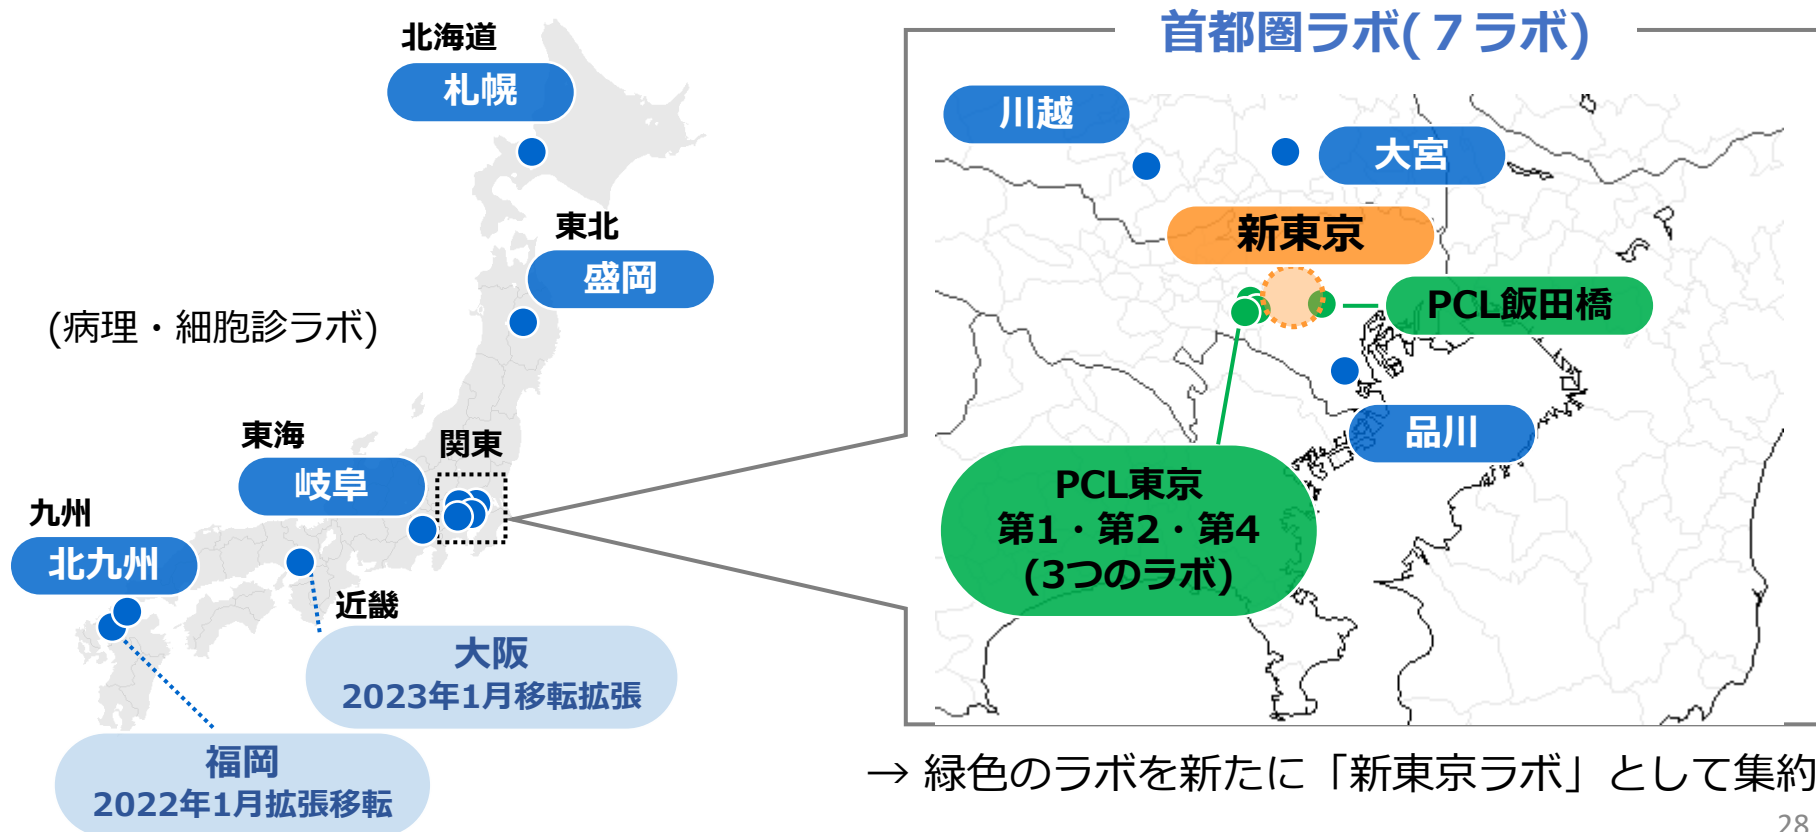 北海道
札幌
東北
盛岡
(病理・細胞診ラボ)
東海
岐阜
関東
九州
北九州
近畿
大阪
2023年1月移転拡張
福岡
2022年1月拡張移転
首都圏ラボ(７ラボ)
川越
大宮
新東京
PCL飯田橋
品川
PCL東京
第1・第2・第4
(3つのラボ)
→ 緑色のラボを新たに「新東京ラボ」として集約
28